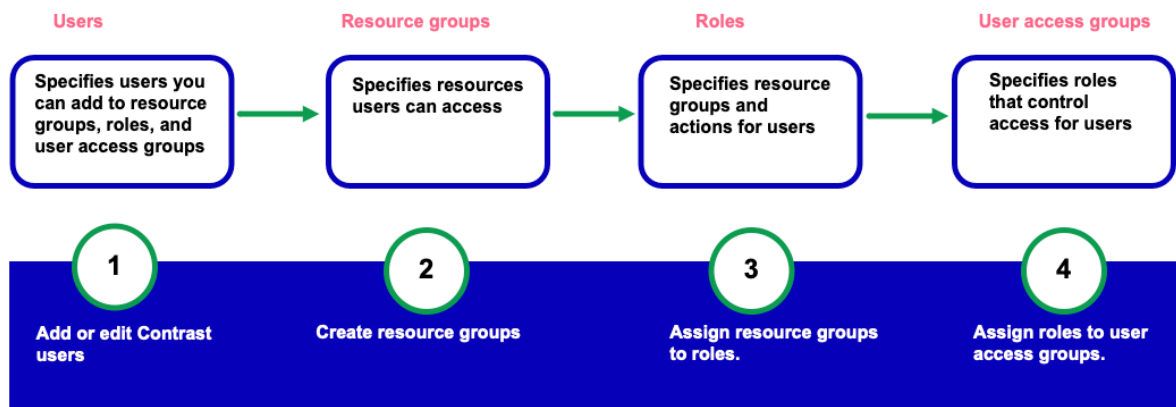 Users
Resource groups
Roles
User access groups
Specifies users you
can add to resource
groups, roles, and
user access groups
Specifies resources
users can access
Specifies resource
groups and
actions for users
Specifies roles
that control
access for users
1
2
3
4
Add or edit Contrast
users
Create resource groups
Assign resource groups
to roles.
Assign roles to user
access groups.